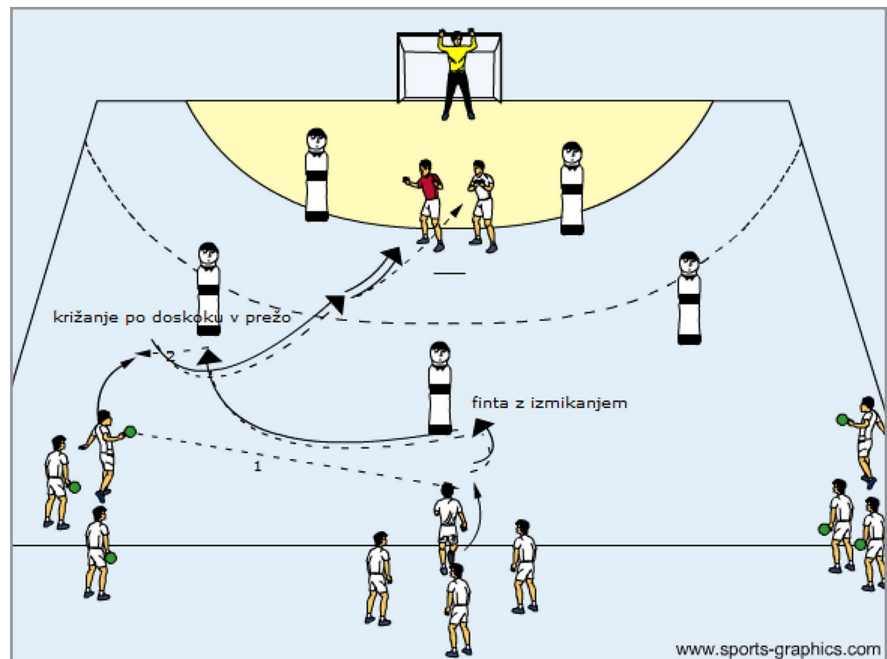 križanje po doskoku v prežo
2
finta z izmikanjem
1
www.sports-graphics.com